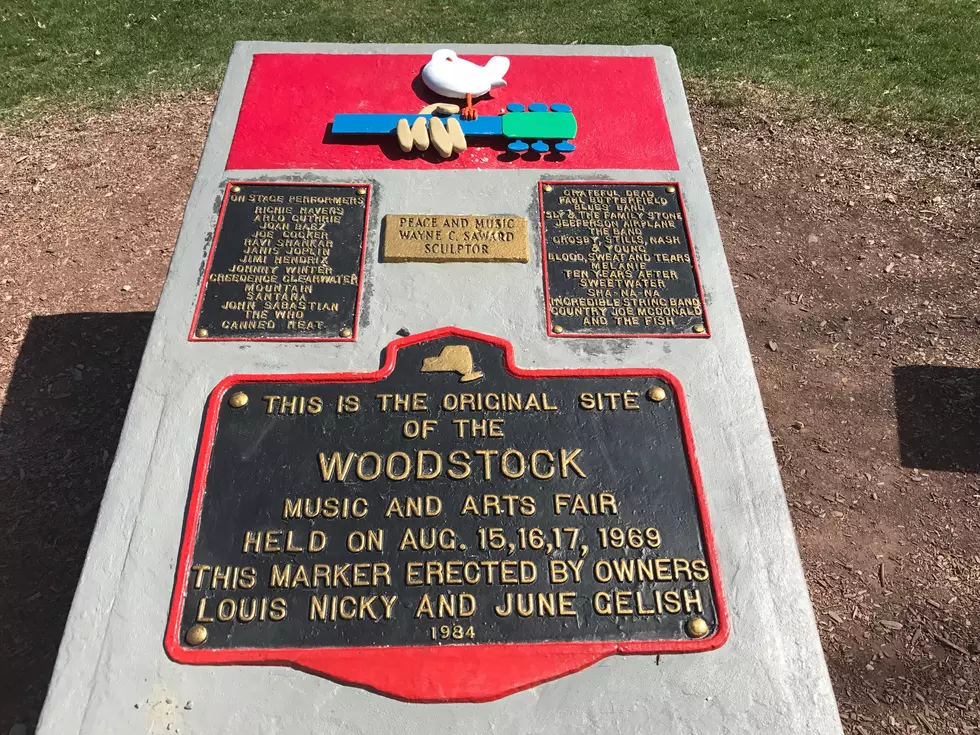 ON STAGE PERFORMERS
RICHIE HAVENS
ARLO GUTHRIE
JOAN BAEZ
JOE COCKER
RAVI SHANKAR
JANIS JOPLIN
JIMI HENDRIX
JOHNNY WINTER
CREEDENCE CLEARWATER
MOUNTAIN
SANTANA
JOHN SABASTIAN
THE WHO
CANNED HEAT.
PEACE AND MUSIC
WAYNE C. SAWARD
SCULPTOR
GRATEFUL DEAD
PAUL BUTTERFIELD
BLUES BAND
SLY & THE FAMILY STONE
JEFFERSON AIRPLANE
THE BAND
CROSBY, STILLS, NASH
& YOUNG
BLOOD, SWEAT AND TEARS
MELANIE
TEN YEARS AFTER
SWEETWATER
SHA-NA-NA
INCREDIBLE STRING BAND
COUNTRY JOE MCDONALD
AND THE FISH
THIS IS THE ORIGINAL SITE
OF THE
WOODSTOCK
MUSIC AND ARTS FAIR
HELD ON AUG. 15,16,17, 1969
THIS MARKER ERECTED BY OWNERS
LOUIS NICKY AND JUNE GELISH
1984